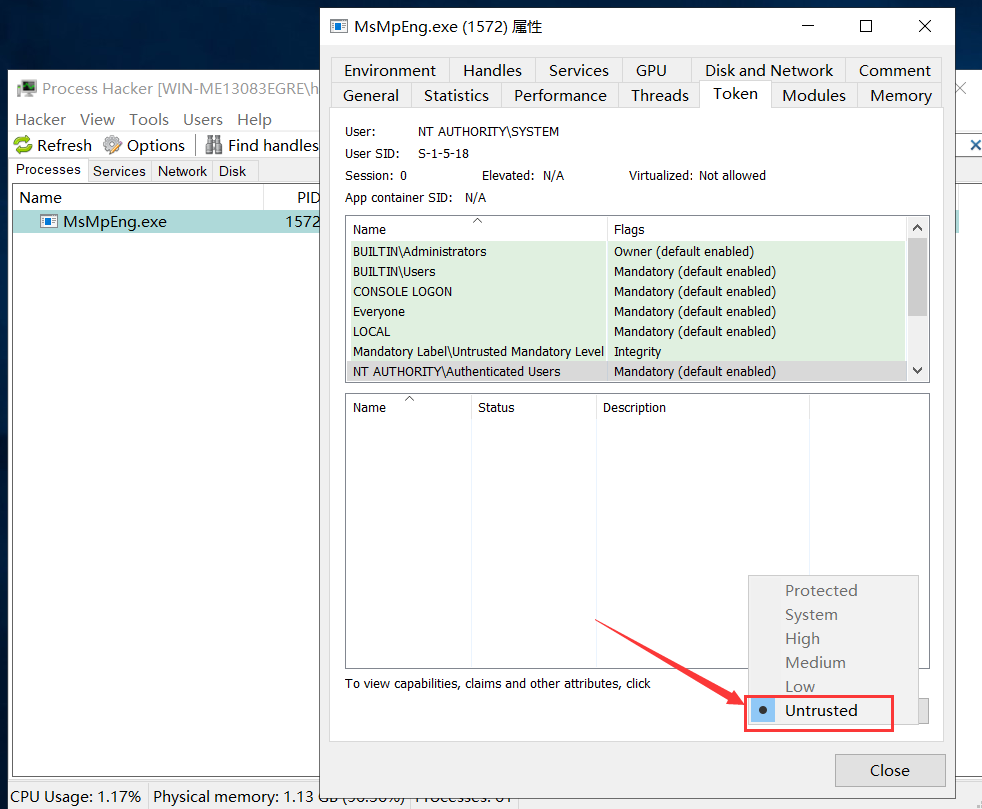 MsMpEng.exe (1572) 属性
Environment Handles Services GPU Disk and Network Comment
General Statistics Performance Threads Token Modules Memory
User: NT AUTHORITY\SYSTEM
User SID: S-1-5-18
Session: 0 Elevated: N/A Virtualized: Not allowed
App container SID: N/A
Name Flags
BUILTIN\Administrators Owner (default enabled)
BUILTIN\Users Mandatory (default enabled)
CONSOLE LOGON Mandatory (default enabled)
Everyone Mandatory (default enabled)
LOCAL Mandatory (default enabled)
Mandatory Label\Untrusted Mandatory Level Integrity
NT AUTHORITY\Authenticated Users Mandatory (default enabled)
Name Status Description
To view capabilities, claims and other attributes, click
Protected
System
High
Medium
Low
Untrusted
Close
Process Hacker [WIN-ME13083EGRE\h
Hacker View Tools Users Help
Refresh Options Find handles
Processes Services Network Disk
Name PID
MsMpEng.exe 1572
CPU Usage: 1.17% Physical memory: 1.13